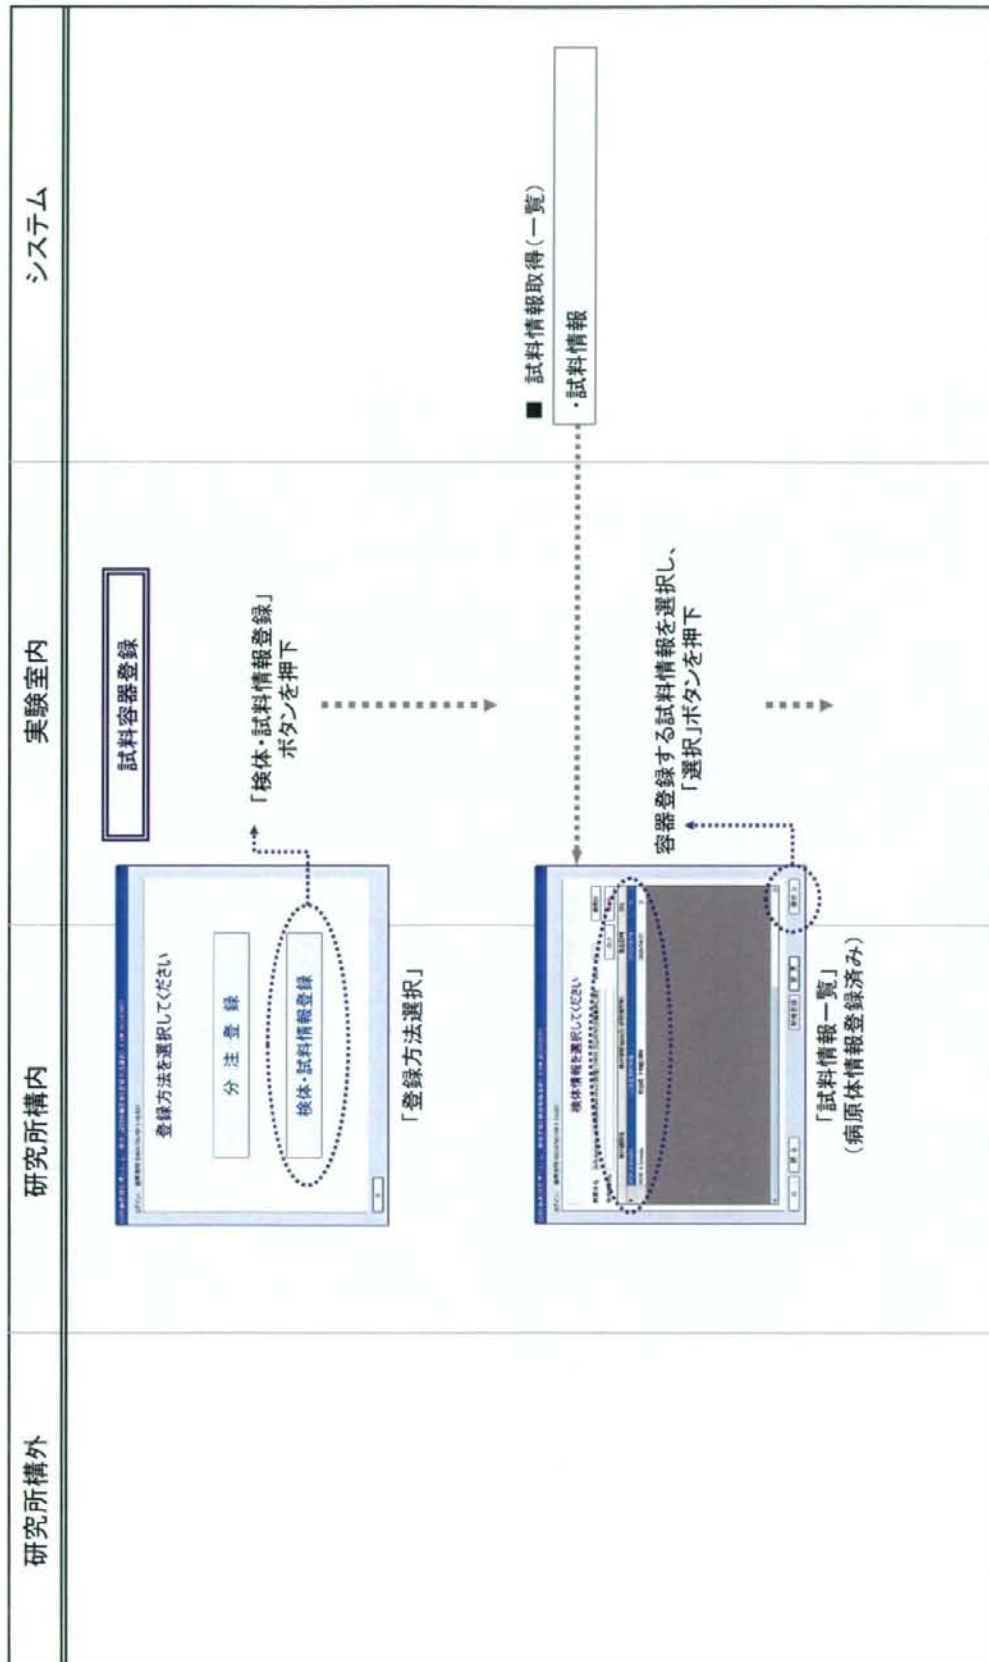 研究所構外
研究所構内
実験室内
システム
試料容器登録
登録方法を選択してください
分注登録
検体・試料情報登録
「検体・試料情報登録」
ボタンを押下
「登録方法選択」
■ 試料情報取得(一覧)
・試料情報
検体情報を選択してください
容器登録する試料情報を選択し、
「選択」ボタンを押下
「試料情報一覧」
(病原体情報登録済み)